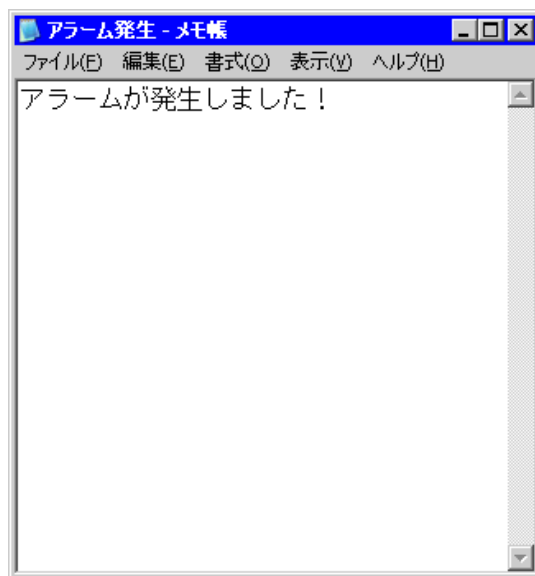 アラーム発生 - メモ帳
ファイル(F) 編集(E) 書式(O) 表示(V) ヘルプ(H)
アラームが発生しました！